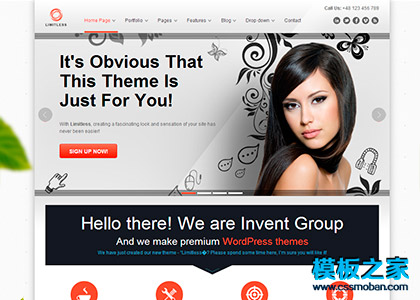 LIMITLESS
Call Us: +48 123 456 789
Home Page Portfolio Pages Features Blog Drop down Contact
It's Obvious That
This Theme Is
Just For You!
With Limitless, creating a fascinating look and sensation of your site has
never been easier!
SIGN UP NOW!
Hello there! We are Invent Group
And we make premium WordPress themes
We have just created our new theme - "Limitless�? Please spend some time here, I'm sure you will like it!
模板之家
www.cssmoban.com